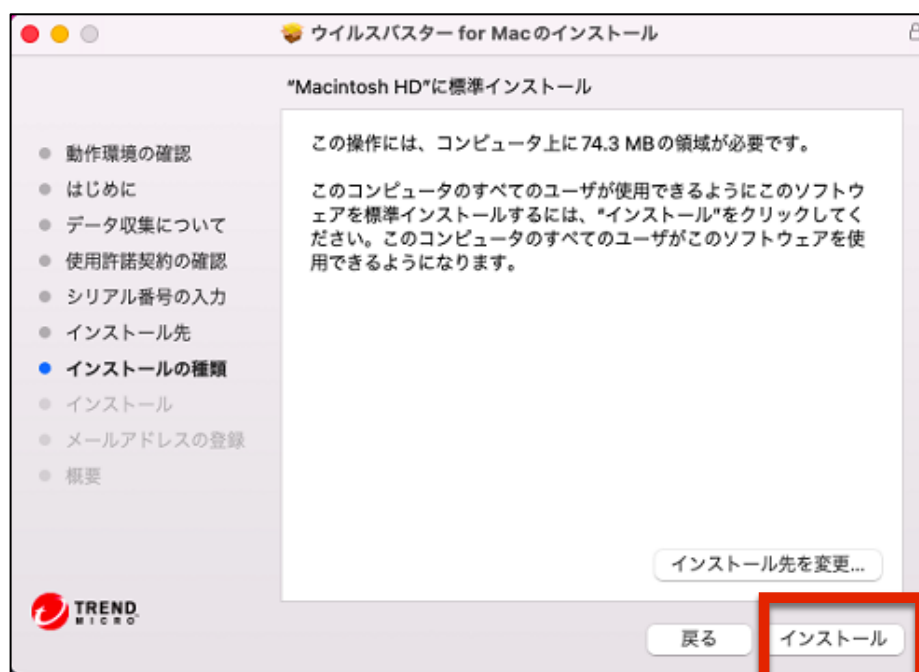 ウイルスバスター for Macのインストール
"Macintosh HD"に標準インストール
動作環境の確認
はじめに
データ収集について
使用許諾契約の確認
シリアル番号の入力
インストール先
インストールの種類
インストール
メールアドレスの登録
概要
この操作には、コンピュータ上に74.3 MBの領域が必要です。
このコンピュータのすべてのユーザが使用できるようにこのソフトウ
ェアを標準インストールするには、"インストール"をクリックしてく
ださい。このコンピュータのすべてのユーザがこのソフトウェアを使
用できるようになります。
インストール先を変更...
TREND
MICRO
戻る
インストール